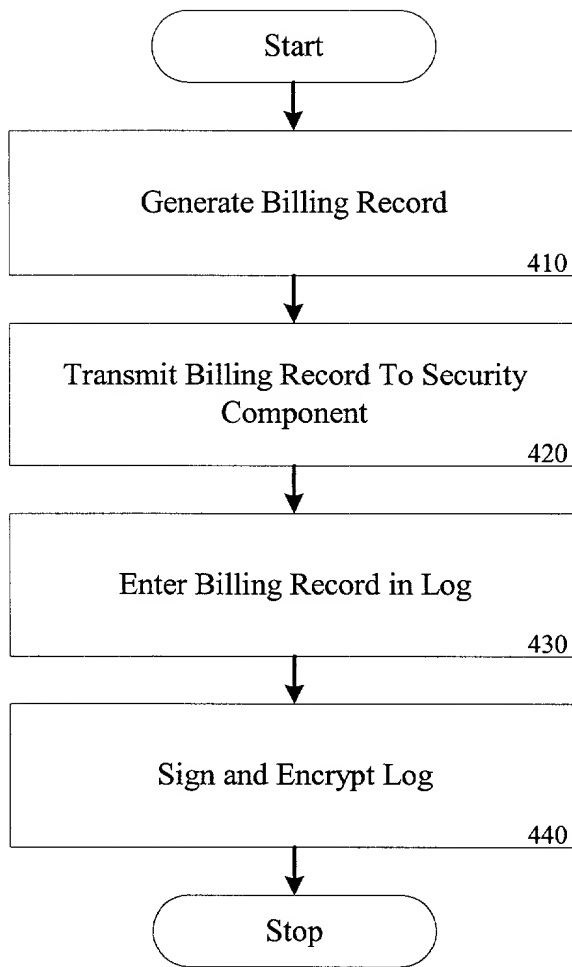 Start
Generate Billing Record
410
Transmit Billing Record To Security
Component
420
Enter Billing Record in Log
430
Sign and Encrypt Log
440
Stop